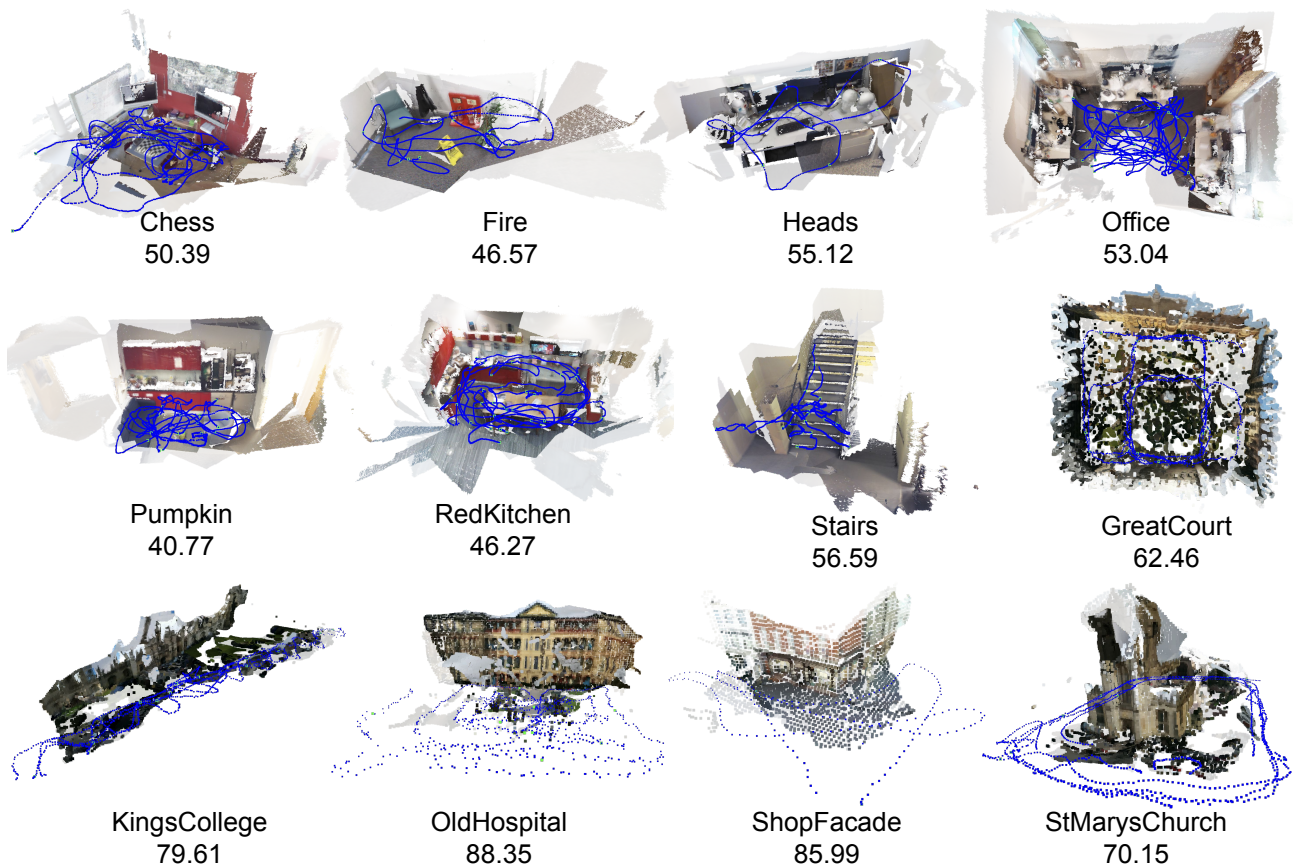 Chess
50.39
Fire
46.57
Heads
55.12
Office
53.04
Pumpkin
40.77
RedKitchen
46.27
Stairs
56.59
GreatCourt
62.46
KingsCollege
79.61
OldHospital
88.35
ShopFacade
85.99
StMarysChurch
70.15